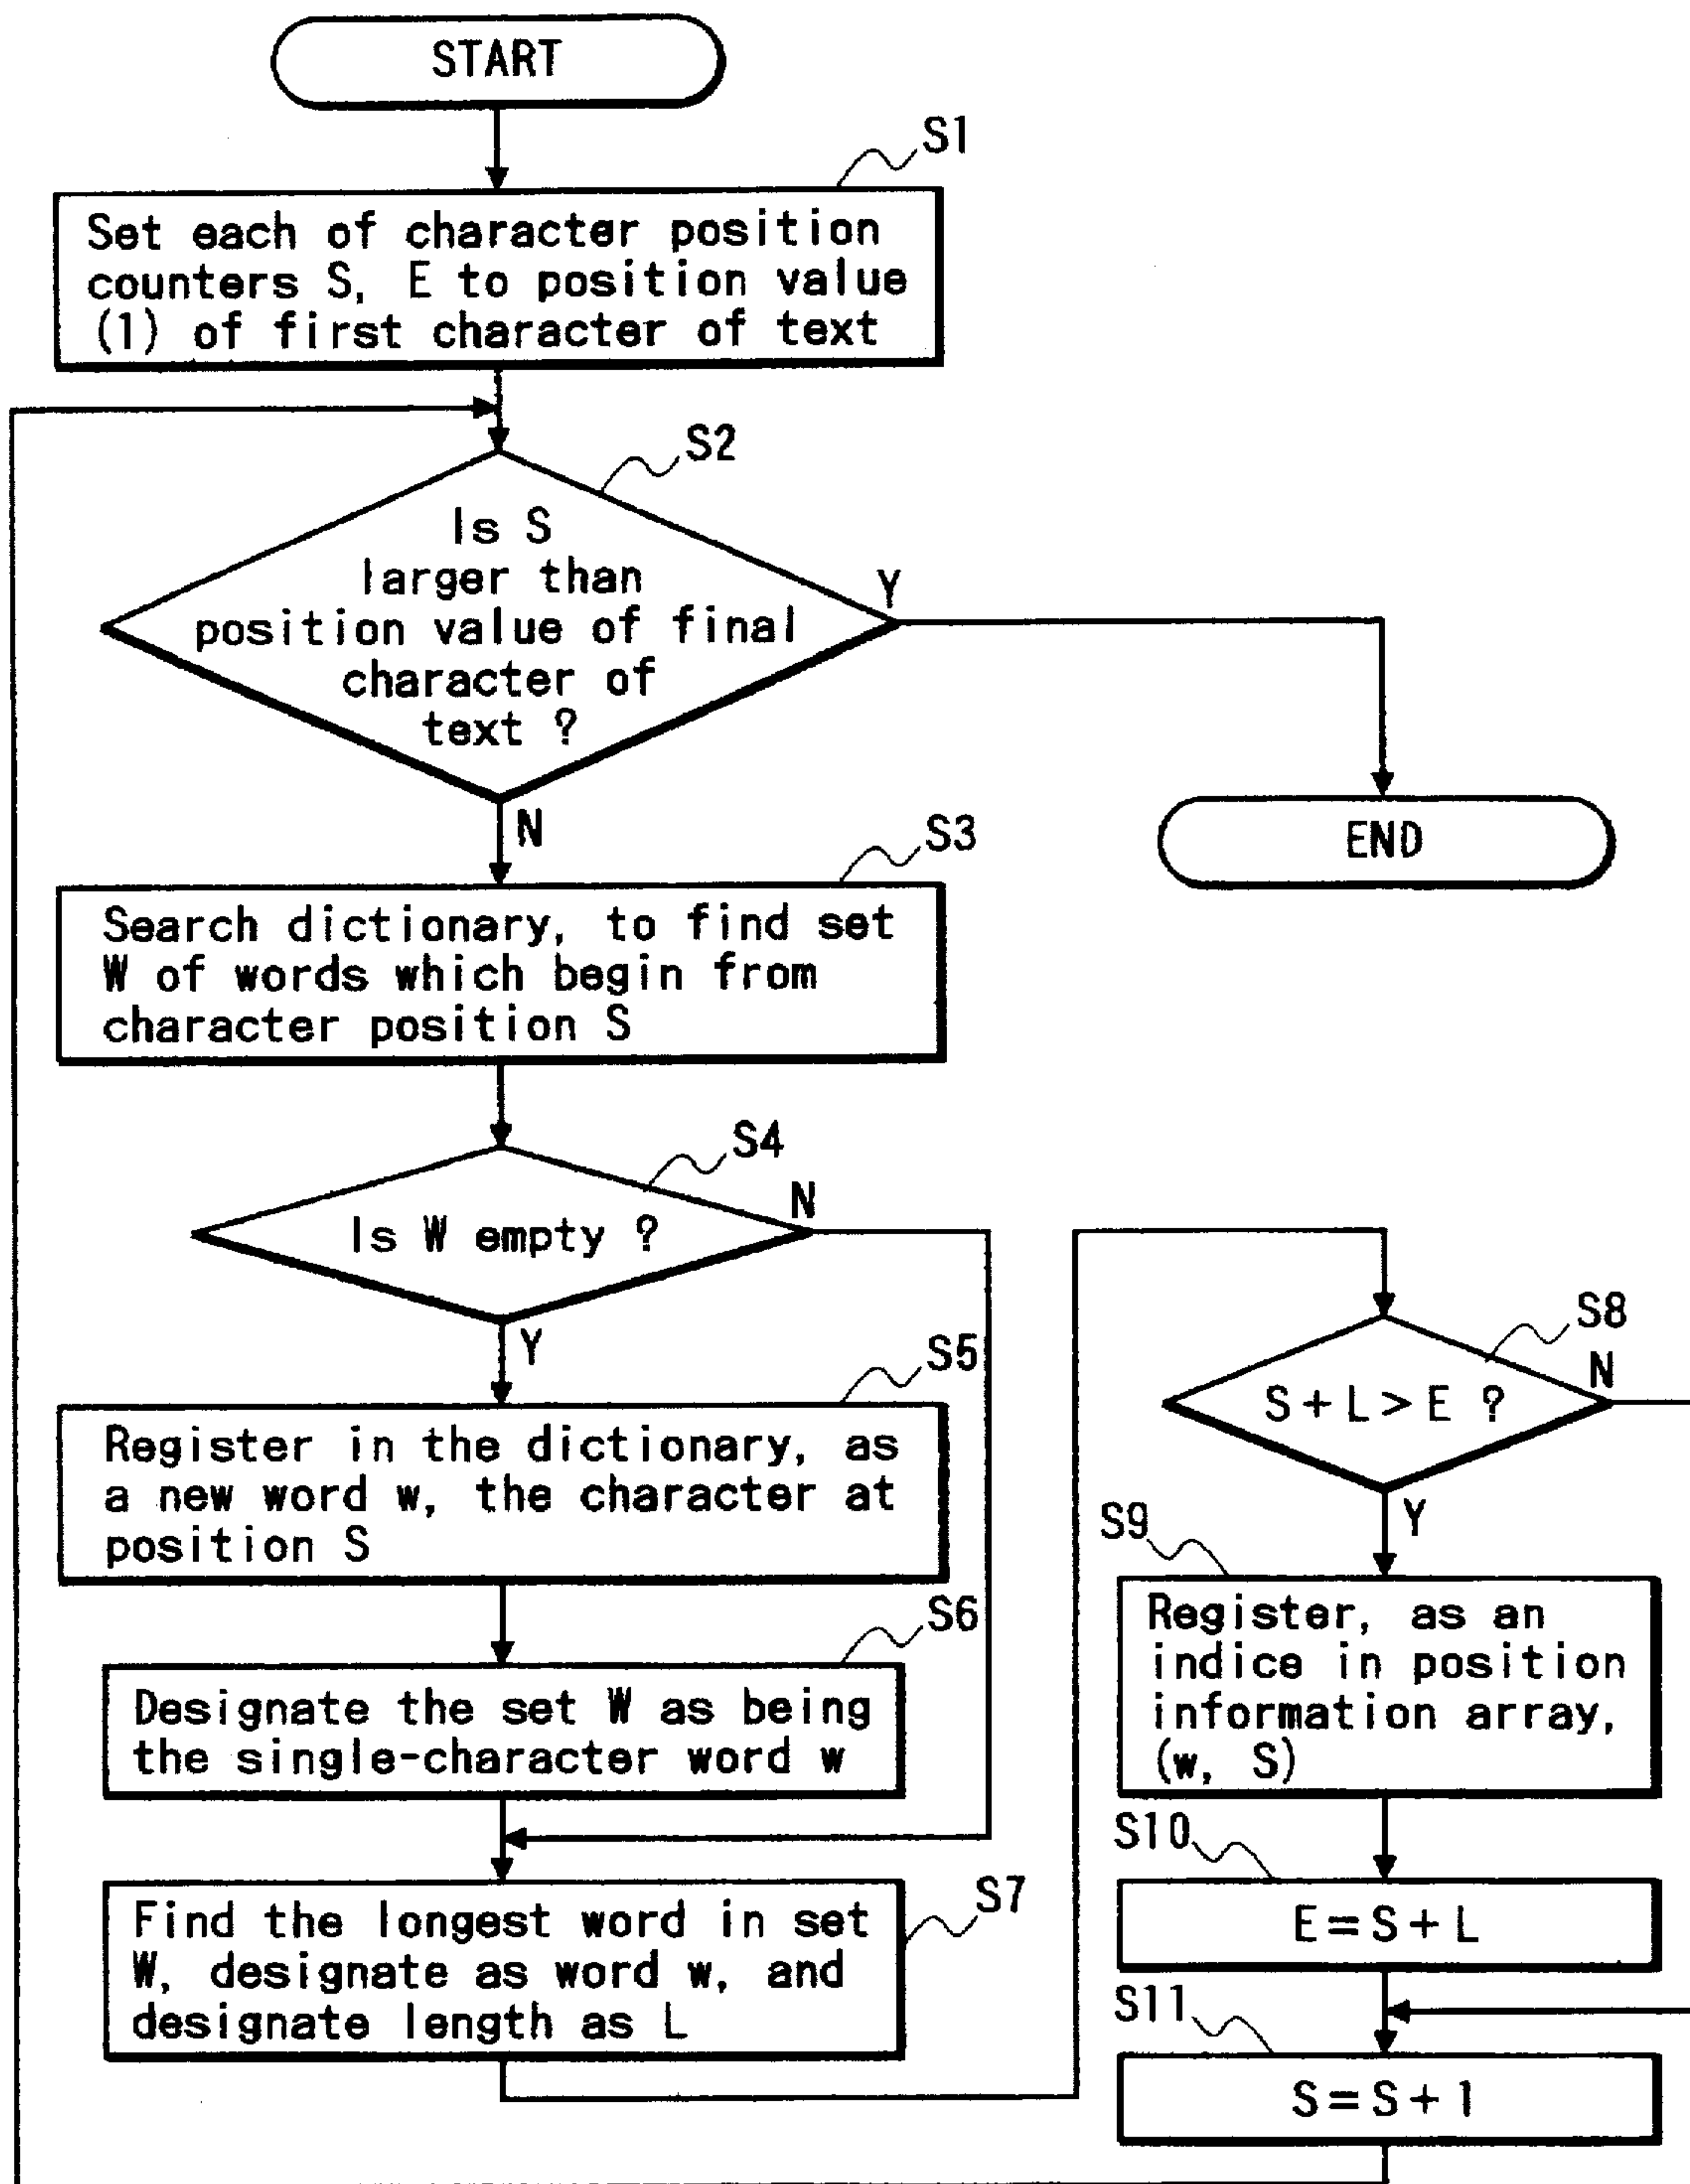 START
S1
Set each of character position
counters S, E to position value
(1) of first character of text
S2
Is S
larger than
position value of final
character of
text ?
Y
N
END
S3
Search dictionary, to find set
W of words which begin from
character position S
S4
Is W empty ?
N
Y
S5
Register in the dictionary, as
a new word w, the character at
position S
S6
Designate the set W as being
the single-character word w
S7
Find the longest word in set
W, designate as word w, and
designate length as L
S8
S+L>E ?
N
Y
S9
Register, as an
indice in position
information array,
(w, S)
S10
E=S+L
S11
S=S+1